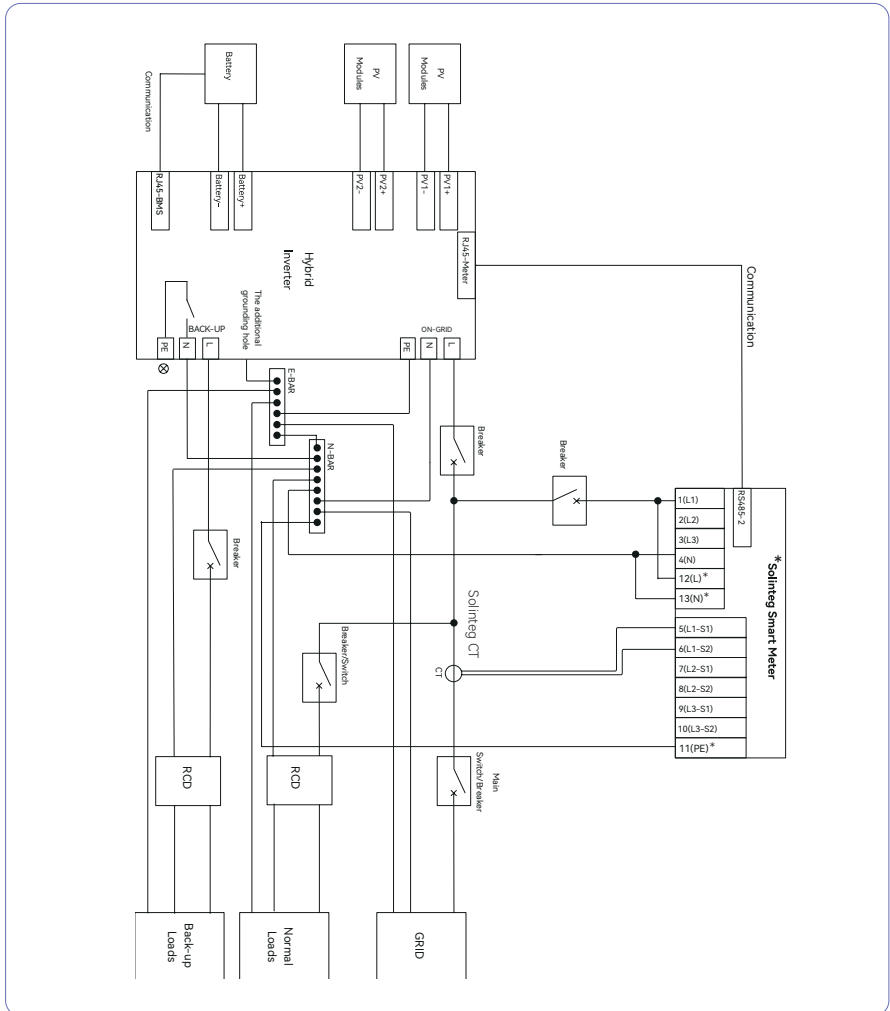 Battery
Communication
PV
Modules
PV
Modules
RJ45-BMS
Battery-
Battery+
PV2-
PV2+
PV1-
PV1+
RJ45-Meter
Hybrid
Inverter
The additional
grounding hole
BACK-UP
ON-GRID
PE
N
L
PE
N
L
Communication
E-BAR
N-BAR
Breaker
Breaker
Breaker
RS485-2
*Solinteg Smart Meter
1(L1)
2(L2)
3(L3)
4(N)
12(L)*
13(N)*
5(L1-S1)
6(L1-S2)
7(L2-S1)
8(L2-S2)
9(L3-S1)
10(L3-S2)
11(PE)*
Solinteg CT
CT
Breaker/Switch
Main
Switch/Breaker
RCD
RCD
Back-up
Loads
Normal
Loads
GRID